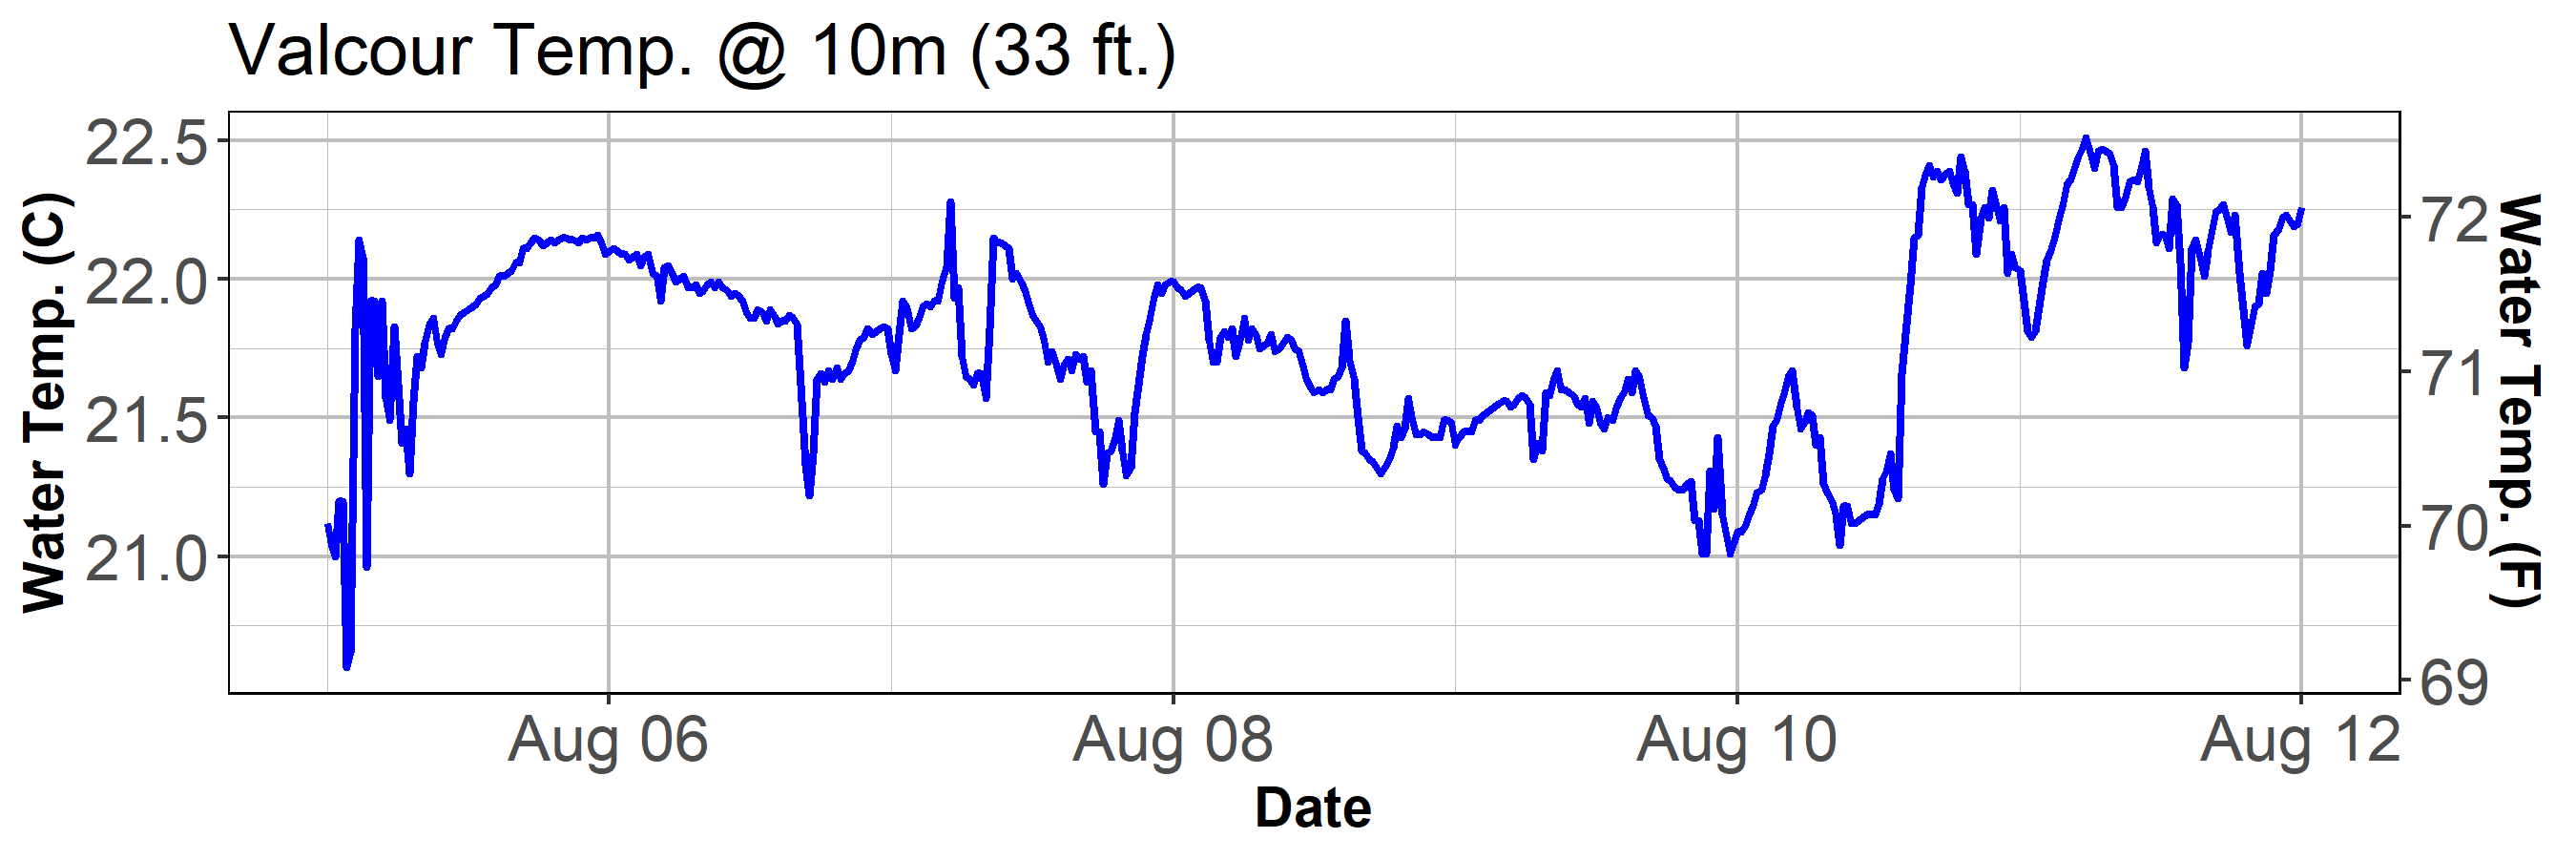 Valcour Temp. @ 10m (33 ft.)
Water Temp. (C)
22.5
22.0
21.5
21.0
72
71
70
69
Water Temp. (F)
Aug 06
Aug 08
Aug 10
Aug 12
Date